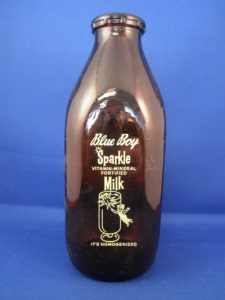 Blue Boy
Sparkle
VITAMIN-MINERAL
FORTIFIED
Milk
IT'S HOMOGENIZED